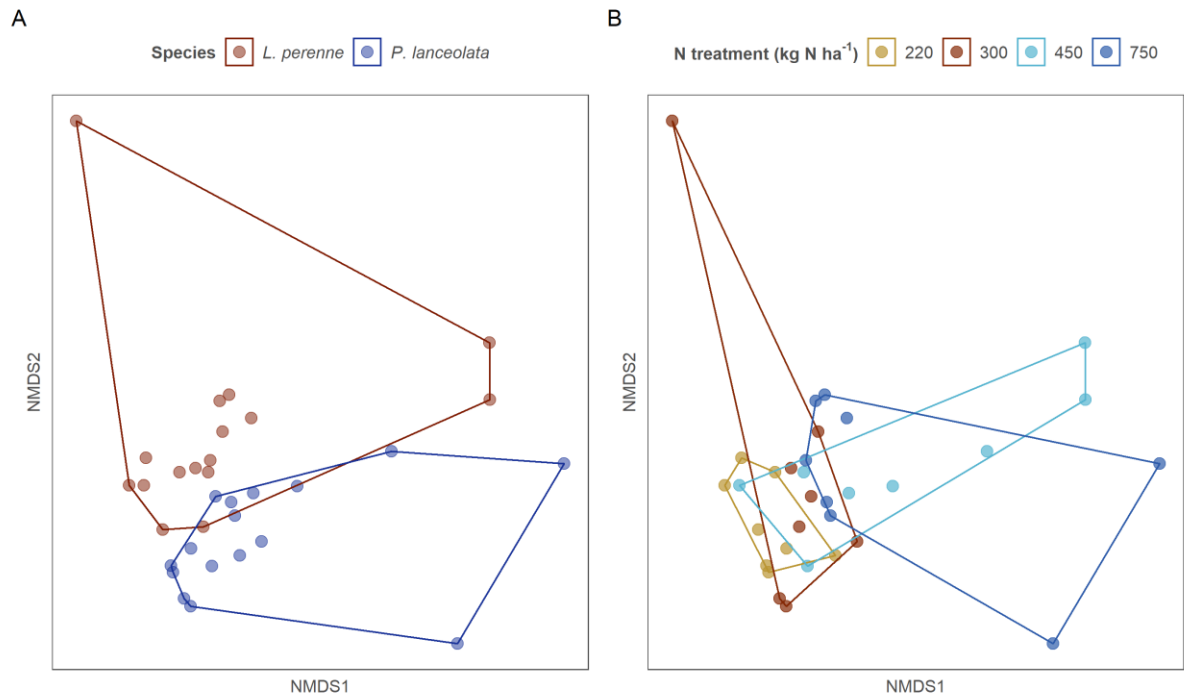 A
Species L. perenne P. lanceolata
NMDS2
NMDS1
B
N treatment (kg N ha⁻¹) 220 300 450 750
NMDS2
NMDS1